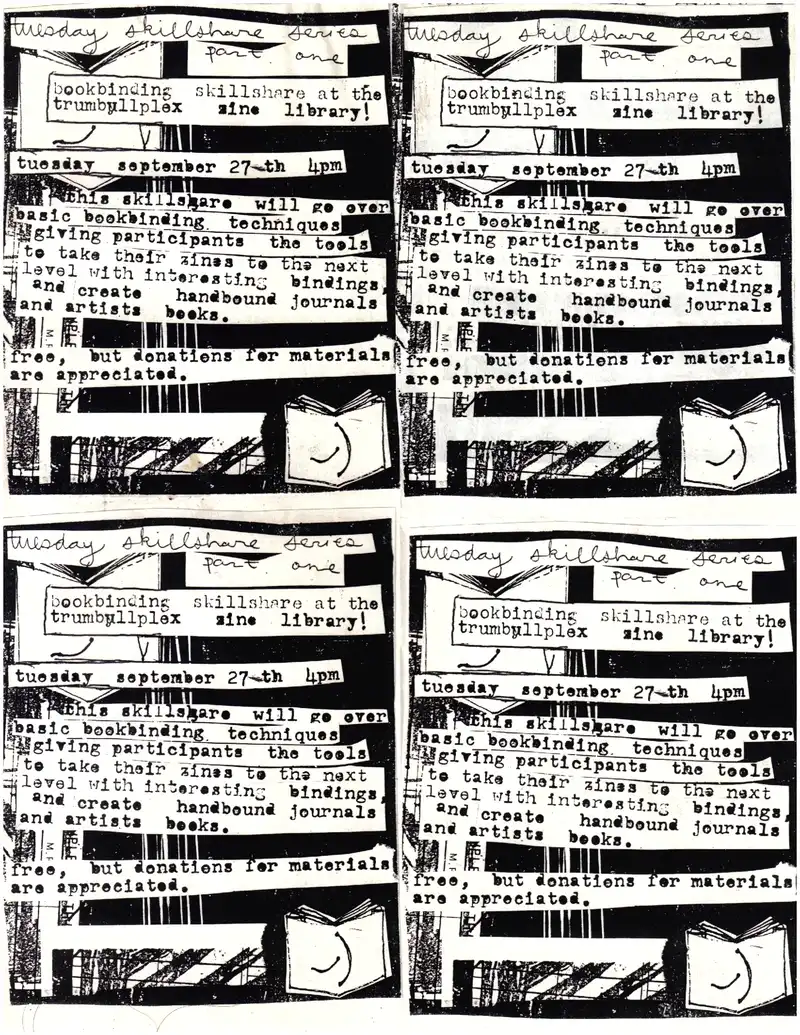 tuesday skillshare series
part one
bookbinding skillshare at the
trumbullplex zine library!
tuesday september 27th 4pm
this skillshare will go over
basic bookbinding techniques
giving participants the tools
to take their zines to the next
level with interesting bindings,
and create handbound journals
and artists books.
free, but donations for materials
are appreciated.
tuesday skillshare series
part one
bookbinding skillshare at the
trumbullplex zine library!
tuesday september 27th 4pm
this skillshare will go over
basic bookbinding techniques
giving participants the tools
to take their zines to the next
level with interesting bindings,
and create handbound journals
and artists books.
free, but donations for materials
are appreciated.
tuesday skillshare series
part one
bookbinding skillshare at the
trumbullplex zine library!
tuesday september 27th 4pm
this skillshare will go over
basic bookbinding techniques
giving participants the tools
to take their zines to the next
level with interesting bindings,
and create handbound journals
and artists books.
free, but donations for materials
are appreciated.
tuesday skillshare series
part one
bookbinding skillshare at the
trumbullplex zine library!
tuesday september 27th 4pm
this skillshare will go over
basic bookbinding techniques
giving participants the tools
to take their zines to the next
level with interesting bindings,
and create handbound journals
and artists books.
free, but donations for materials
are appreciated.